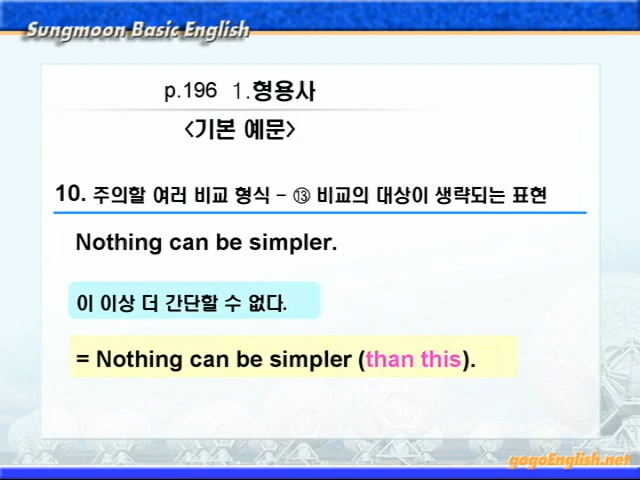 Sungmoon Basic English
p.196 1.형용사
<기본 예문>
10. 주의할 여러 비교 형식 - ⑬ 비교의 대상이 생략되는 표현
Nothing can be simpler.
이 이상 더 간단할 수 없다.
= Nothing can be simpler (than this).
gogoEnglish.net